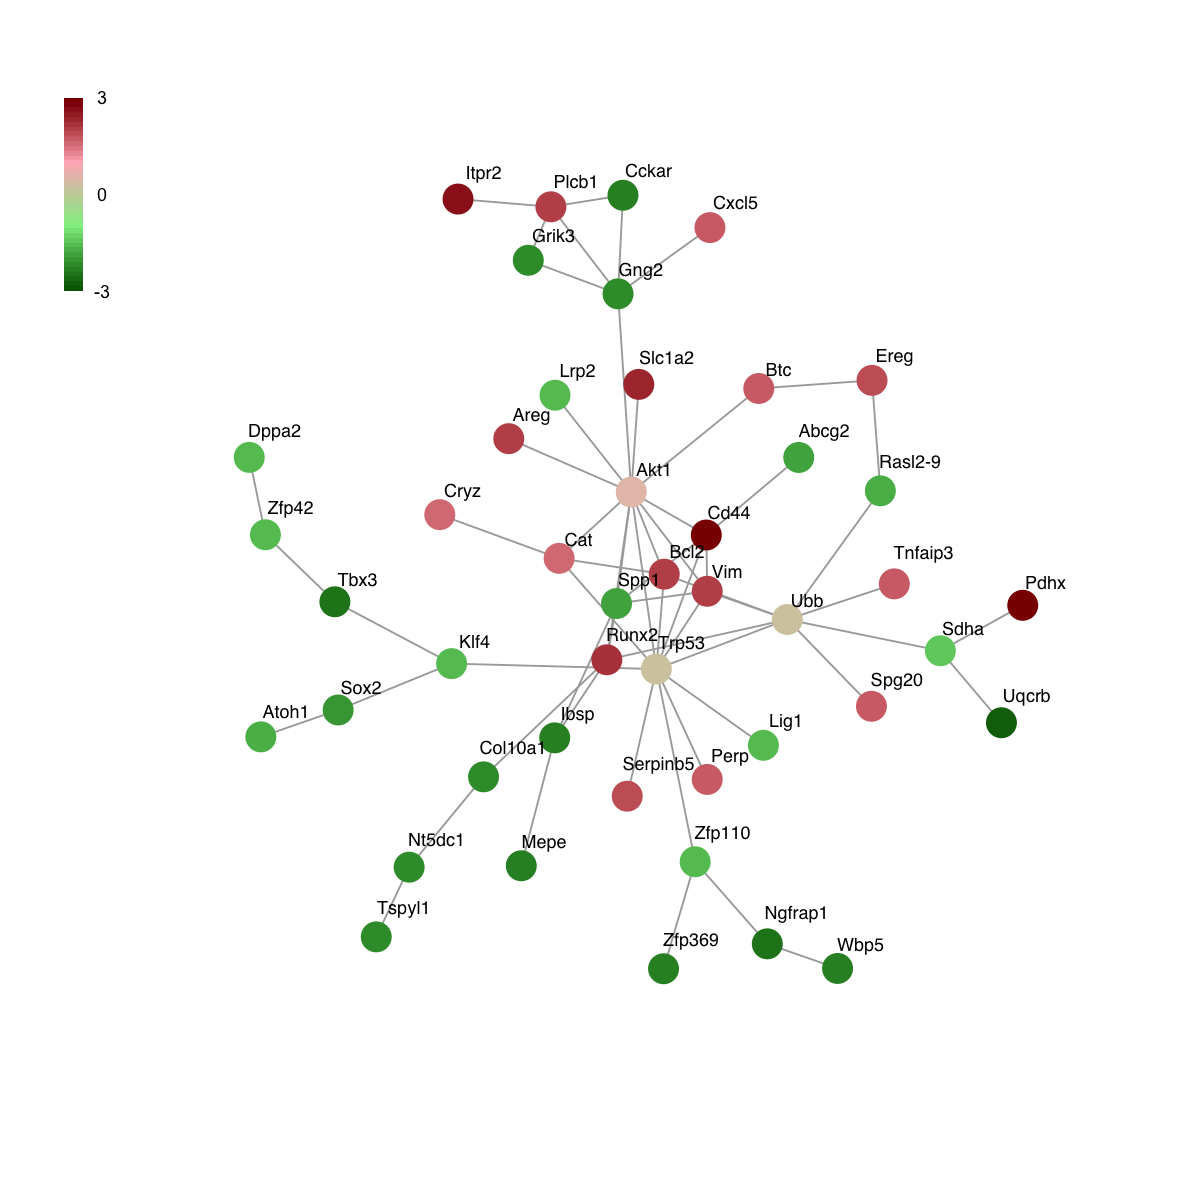 3
0
-3
Itpr2
Plcb1
Cckar
Cxcl5
Grik3
Gng2
Slc1a2
Lrp2
Btc
Ereg
Areg
Dppa2
Abcg2
Rasl2-9
Akt1
Cryz
Zfp42
Cd44
Cat
Bcl2
Tnfaip3
Vim
Tbx3
Spp1
Pdhx
Ubb
Sdha
Runx2
Trp53
Klf4
Spg20
Sox2
Uqcrb
Atoh1
Ibsp
Lig1
Col10a1
Perp
Serpinb5
Zfp110
Nt5dc1
Mepe
Tspyl1
Ngfrap1
Zfp369
Wbp5